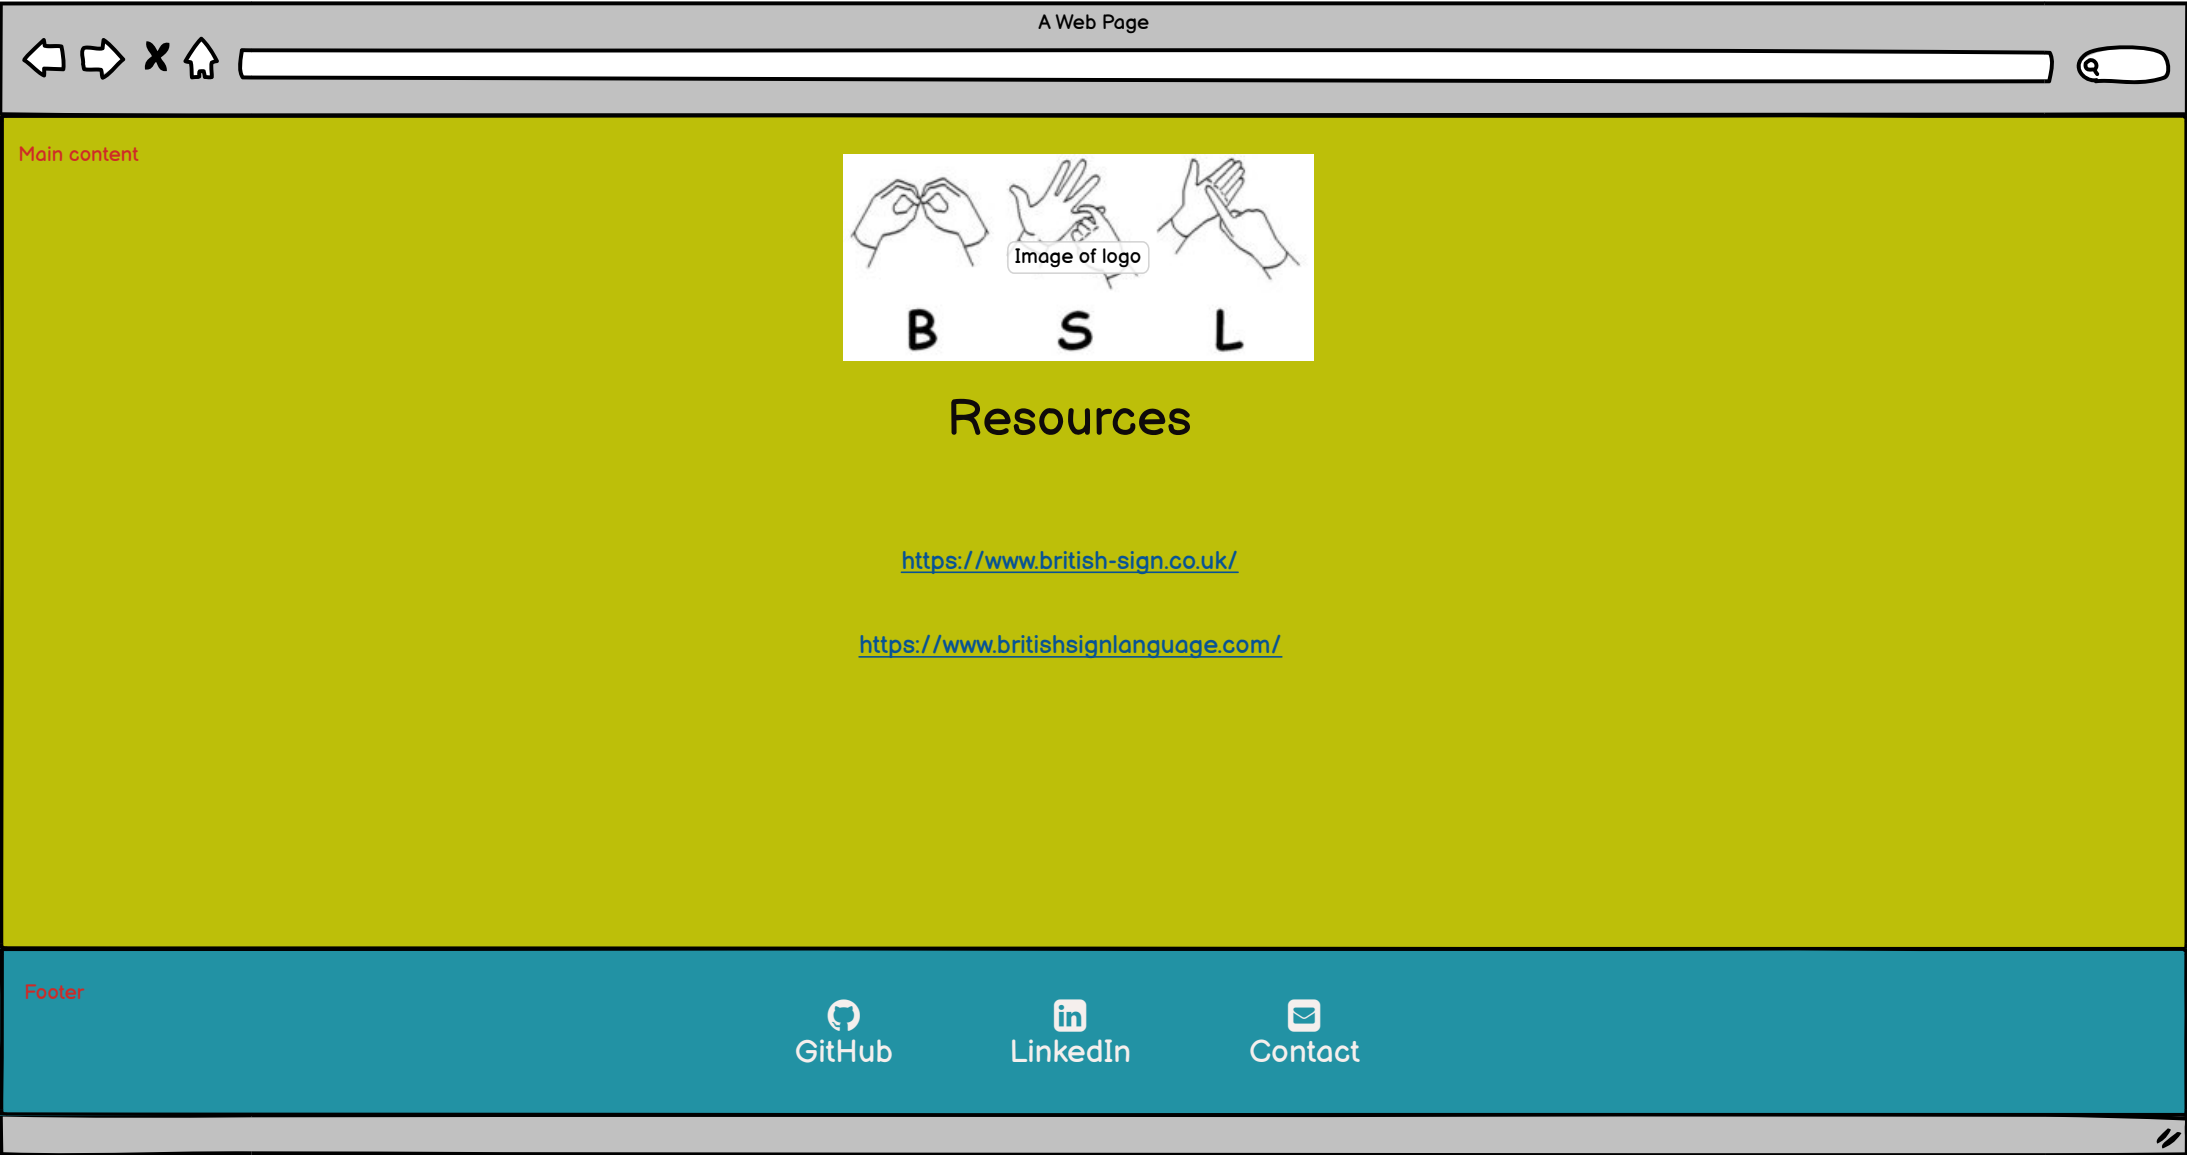 A Web Page
Main content
Image of logo
B S L
Resources
https://www.british-sign.co.uk/
https://www.britishsignlanguage.com/
Footer
GitHub LinkedIn Contact